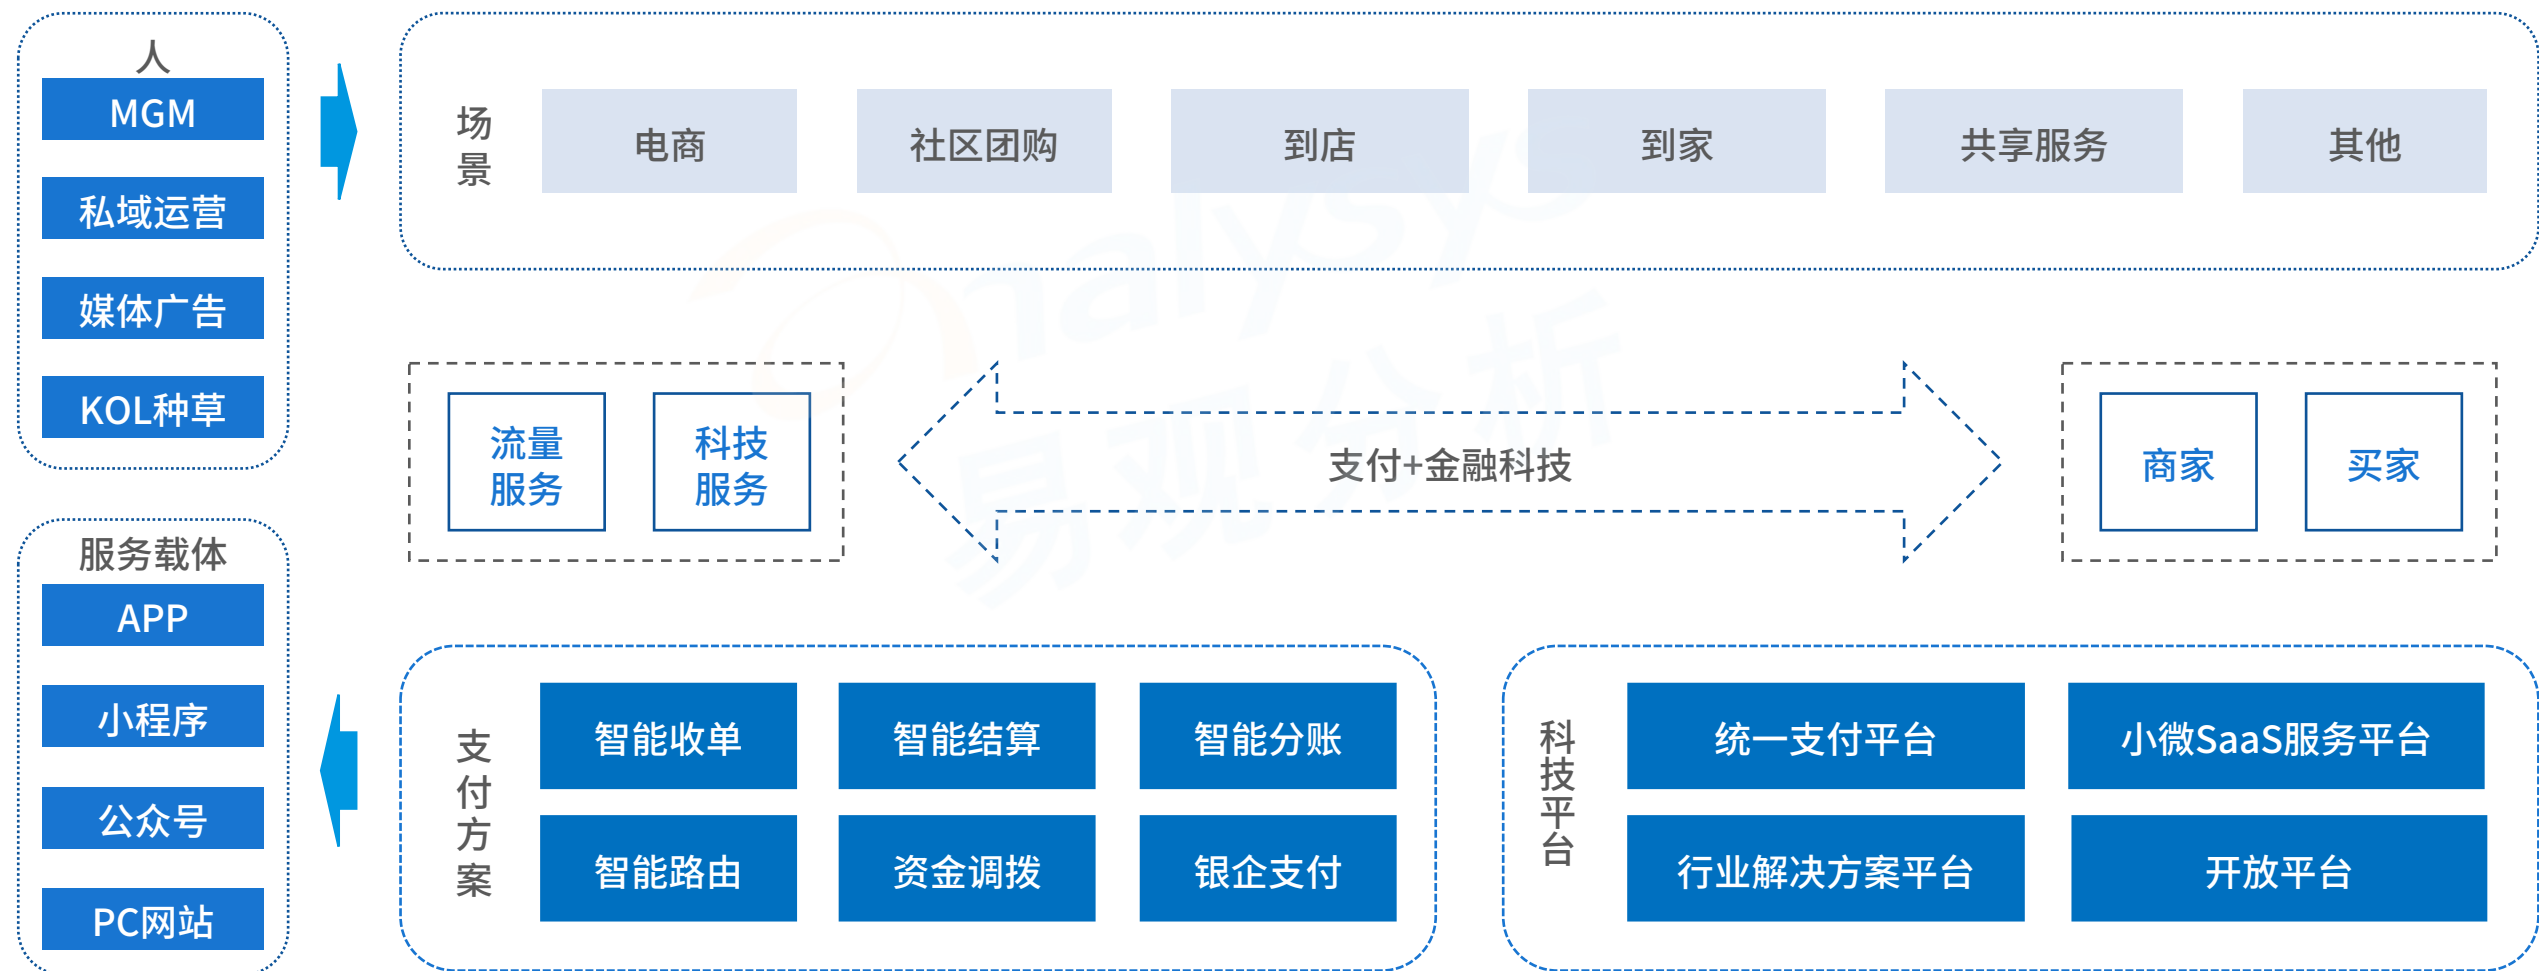 人
MGM
私域运营
媒体广告
KOL种草
场景
电商
社区团购
到店
到家
共享服务
其他
流量
服务
科技
服务
支付+金融科技
商家
买家
服务载体
APP
小程序
公众号
PC网站
支付方案
智能收单
智能结算
智能分账
智能路由
资金调拨
银企支付
科技平台
统一支付平台
小微SaaS服务平台
行业解决方案平台
开放平台
analysys
易观分析